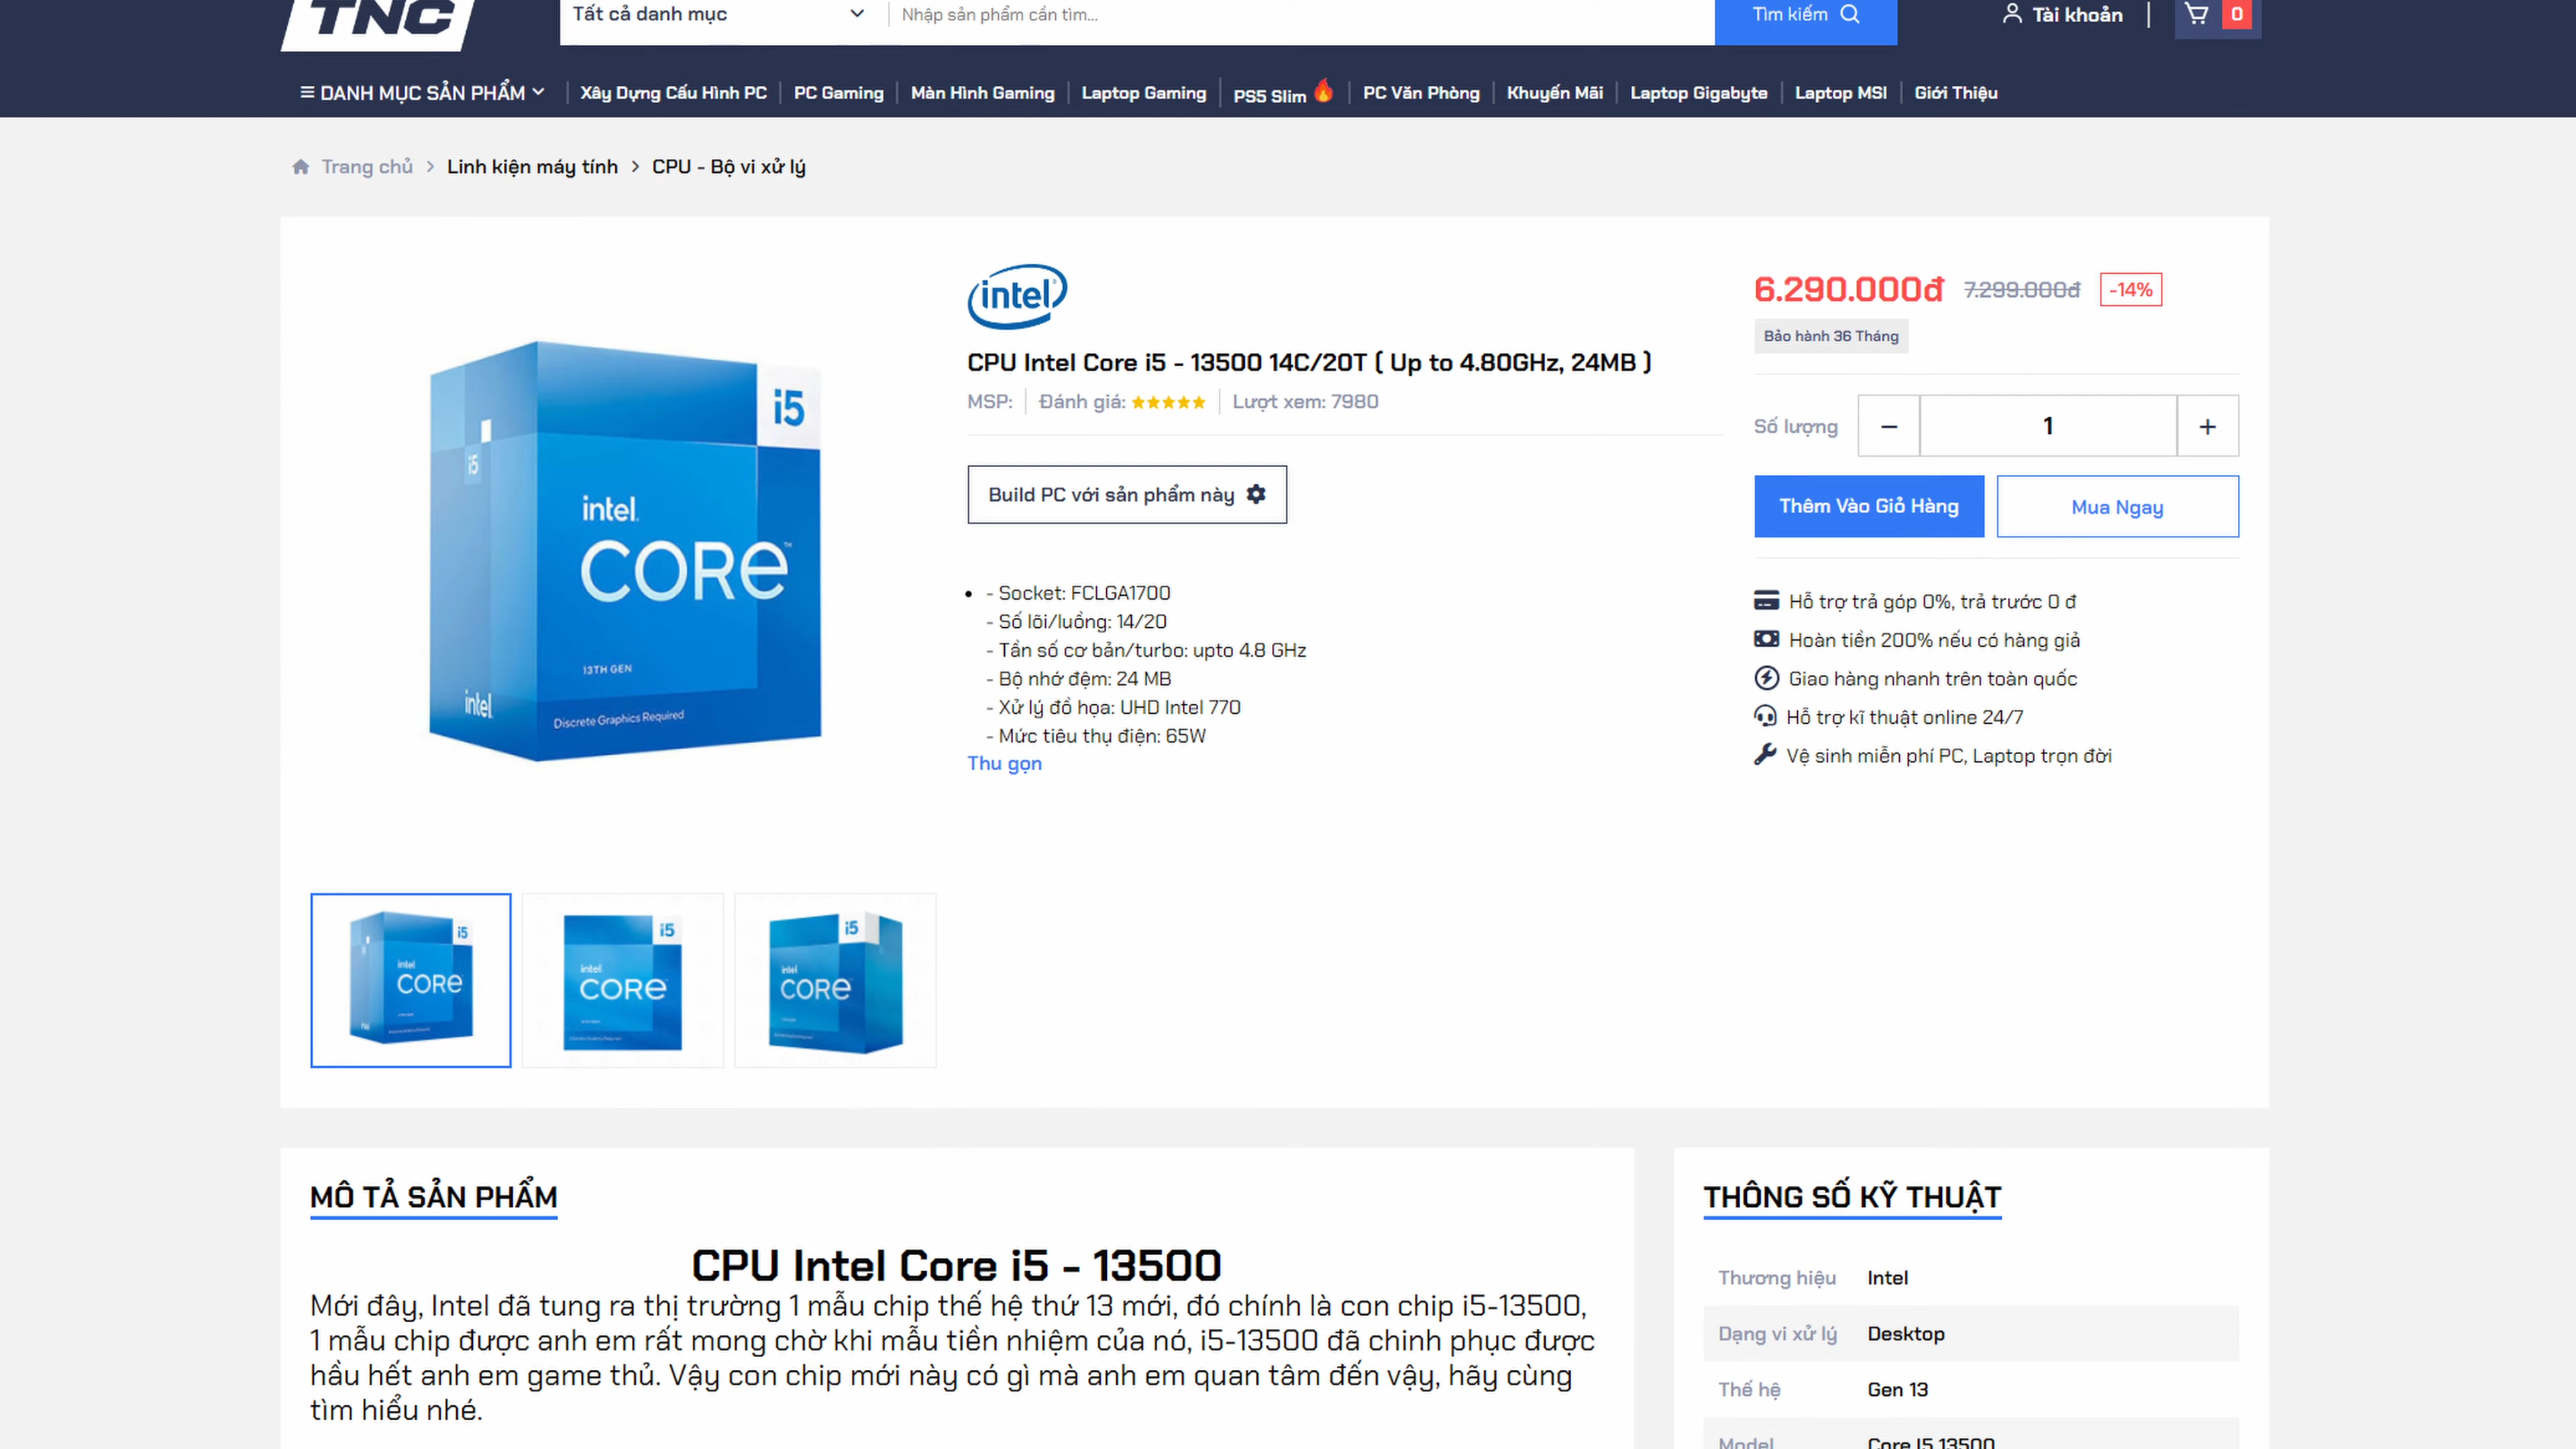 TNC
Tất cả danh mục
Nhập sản phẩm cần tìm...
Tìm kiếm
Tài khoản
0
DANH MỤC SẢN PHẨM
Xây Dựng Cấu Hình PC
PC Gaming
Màn Hình Gaming
Laptop Gaming
PS5 Slim
PC Văn Phòng
Khuyến Mãi
Laptop Gigabyte
Laptop MSI
Giới Thiệu
Trang chủ > Linh kiện máy tính > CPU - Bộ vi xử lý
i5
i5
intel
CORE™
13TH GEN
intel
Discrete Graphics Required
intel
CPU Intel Core i5 - 13500 14C/20T ( Up to 4.80GHz, 24MB )
MSP:
Đánh giá:
Lượt xem: 7980
Build PC với sản phẩm này
- Socket: FCLGA1700
- Số lõi/luồng: 14/20
- Tần số cơ bản/turbo: upto 4.8 GHz
- Bộ nhớ đệm: 24 MB
- Xử lý đồ họa: UHD Intel 770
- Mức tiêu thụ điện: 65W
Thu gọn
6.290.000đ 7.299.000đ -14%
Bảo hành 36 Tháng
Số lượng − 1 +
Thêm Vào Giỏ Hàng
Mua Ngay
Hỗ trợ trả góp 0%, trả trước 0 đ
Hoàn tiền 200% nếu có hàng giả
Giao hàng nhanh trên toàn quốc
Hỗ trợ kĩ thuật online 24/7
Vệ sinh miễn phí PC, Laptop trọn đời
i5
intel
CORE
i5
intel
CORE
i5
intel
CORE
MÔ TẢ SẢN PHẨM
CPU Intel Core i5 - 13500
Mới đây, Intel đã tung ra thị trường 1 mẫu chip thế hệ thứ 13 mới, đó chính là con chip i5-13500,
1 mẫu chip được anh em rất mong chờ khi mẫu tiền nhiệm của nó, i5-13500 đã chinh phục được
hầu hết anh em game thủ. Vậy con chip mới này có gì mà anh em quan tâm đến vậy, hãy cùng
tìm hiểu nhé.
THÔNG SỐ KỸ THUẬT
Thương hiệu Intel
Dạng vi xử lý Desktop
Thế hệ Gen 13
Model Core I5 13500